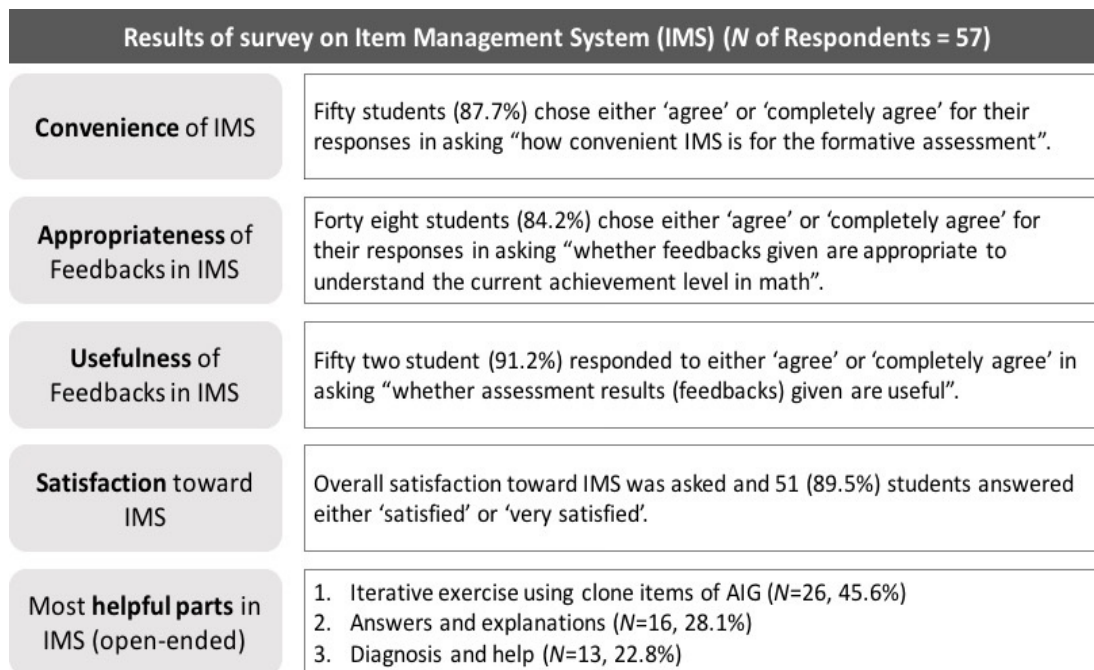 Results of survey on Item Management System (IMS) (N of Respondents = 57)
Convenience of IMS
Fifty students (87.7%) chose either ‘agree’ or ‘completely agree’ for their
responses in asking “how convenient IMS is for the formative assessment”.
Appropriateness of
Feedbacks in IMS
Forty eight students (84.2%) chose either ‘agree’ or ‘completely agree’ for
their responses in asking “whether feedbacks given are appropriate to
understand the current achievement level in math”.
Usefulness of
Feedbacks in IMS
Fifty two student (91.2%) responded to either ‘agree’ or ‘completely agree’ in
asking “whether assessment results (feedbacks) given are useful”.
Satisfaction toward
IMS
Overall satisfaction toward IMS was asked and 51 (89.5%) students answered
either ‘satisfied’ or ‘very satisfied’.
Most helpful parts in
IMS (open-ended)
1. Iterative exercise using clone items of AIG (N=26, 45.6%)
2. Answers and explanations (N=16, 28.1%)
3. Diagnosis and help (N=13, 22.8%)